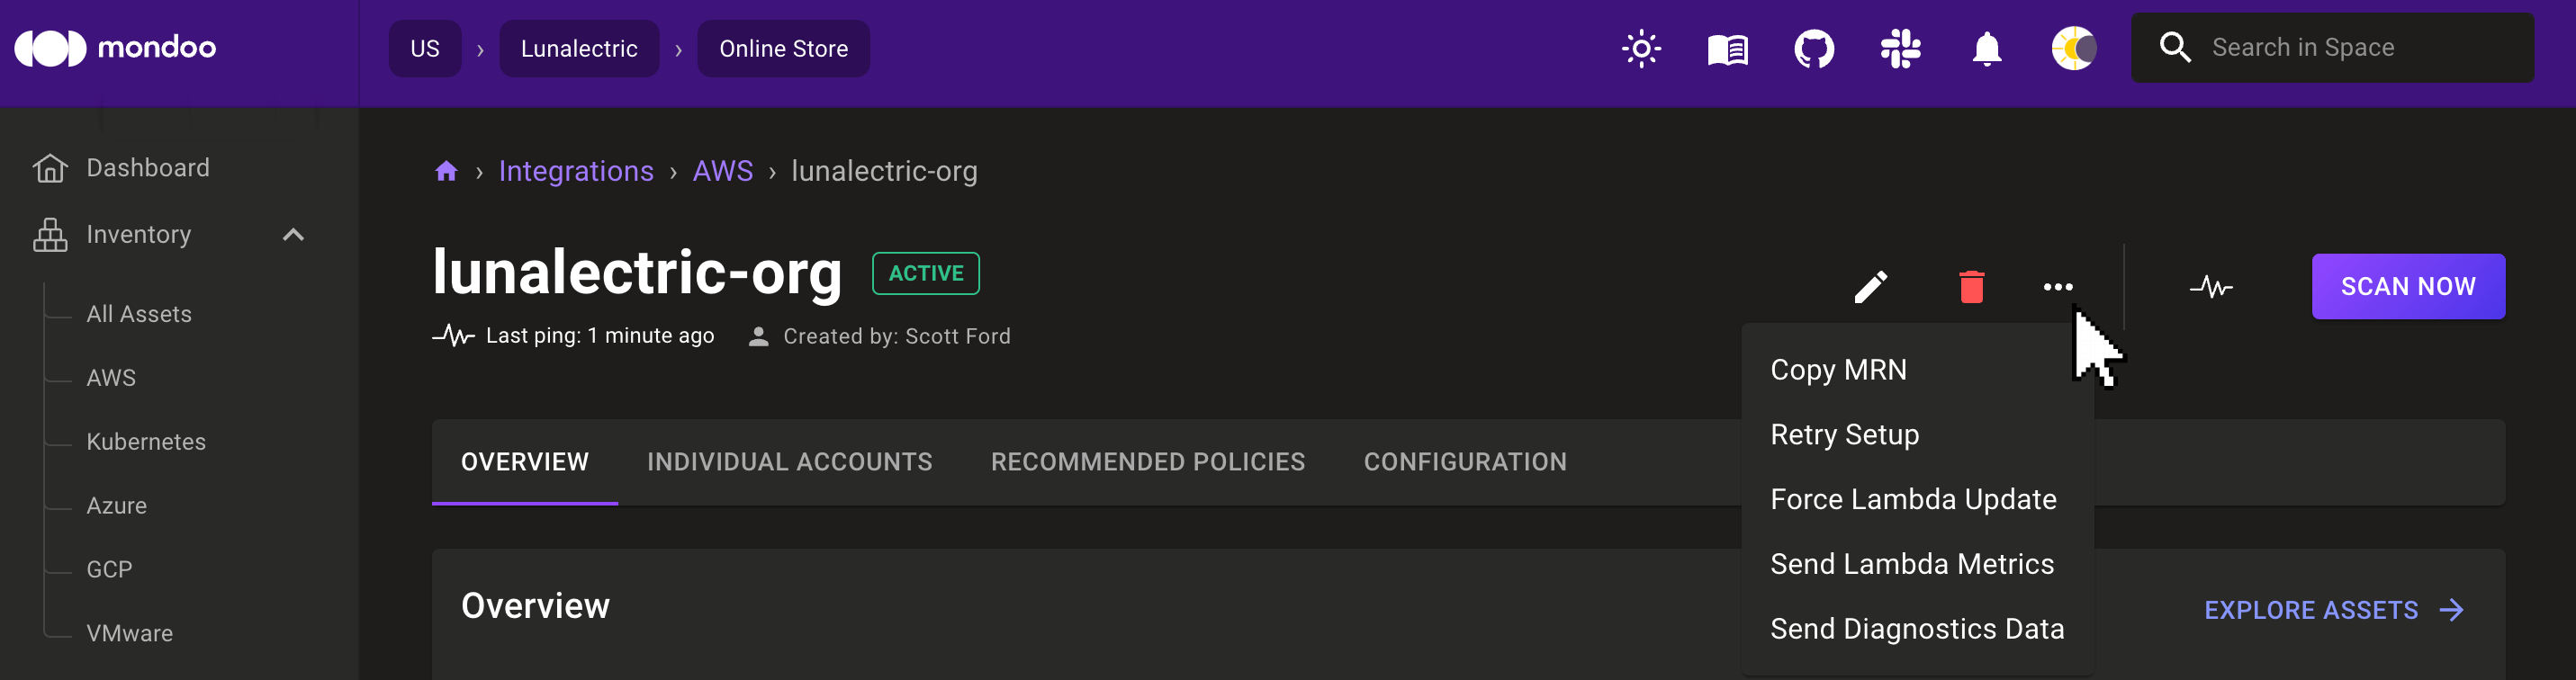 mondoo
US › Lunalectric › Online Store
Search in Space
Dashboard
Inventory
All Assets
AWS
Kubernetes
Azure
GCP
VMware
› Integrations › AWS › lunalectric-org
lunalectric-org
ACTIVE
Last ping: 1 minute ago
Created by: Scott Ford
SCAN NOW
Copy MRN
Retry Setup
Force Lambda Update
Send Lambda Metrics
Send Diagnostics Data
OVERVIEW
INDIVIDUAL ACCOUNTS
RECOMMENDED POLICIES
CONFIGURATION
Overview
EXPLORE ASSETS